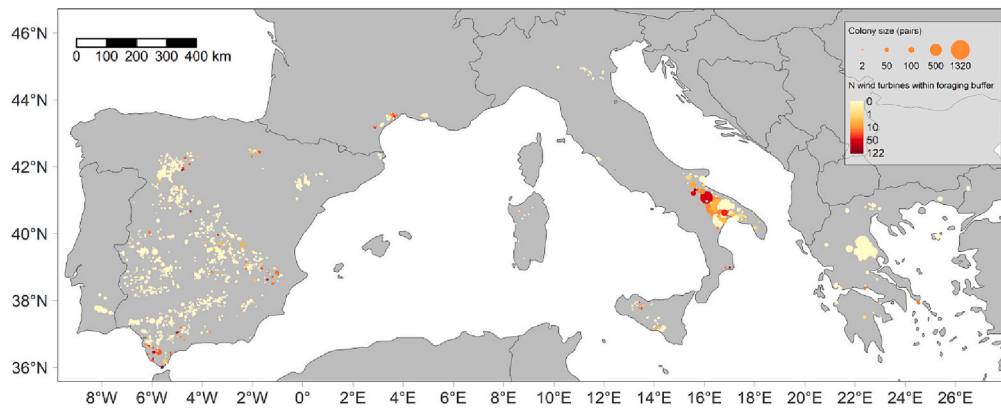 46°N
44°N
42°N
40°N
38°N
36°N
0 100 200 300 400
km
Colony size (pairs)
2 50 100 500 1320
N wind turbines within foraging buffer
0
1
5
10
50
122
8°W 6°W 4°W 2°W 0° 2°E 4°E 6°E 8°E 10°E 12°E 14°E 16°E 18°E 20°E 22°E 24°E 26°E